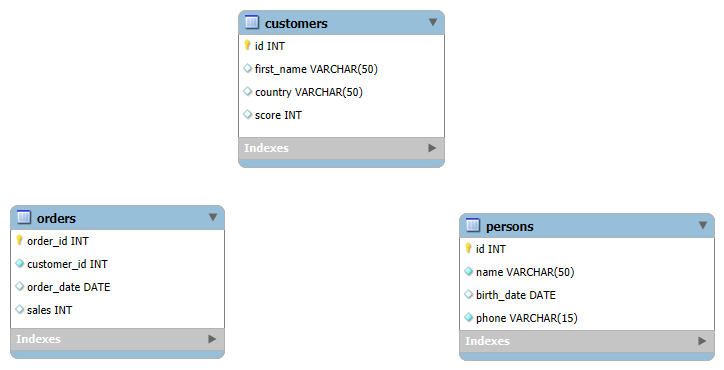 customers
id INT
first_name VARCHAR(50)
country VARCHAR(50)
score INT
Indexes
orders
order_id INT
customer_id INT
order_date DATE
sales INT
Indexes
persons
id INT
name VARCHAR(50)
birth_date DATE
phone VARCHAR(15)
Indexes